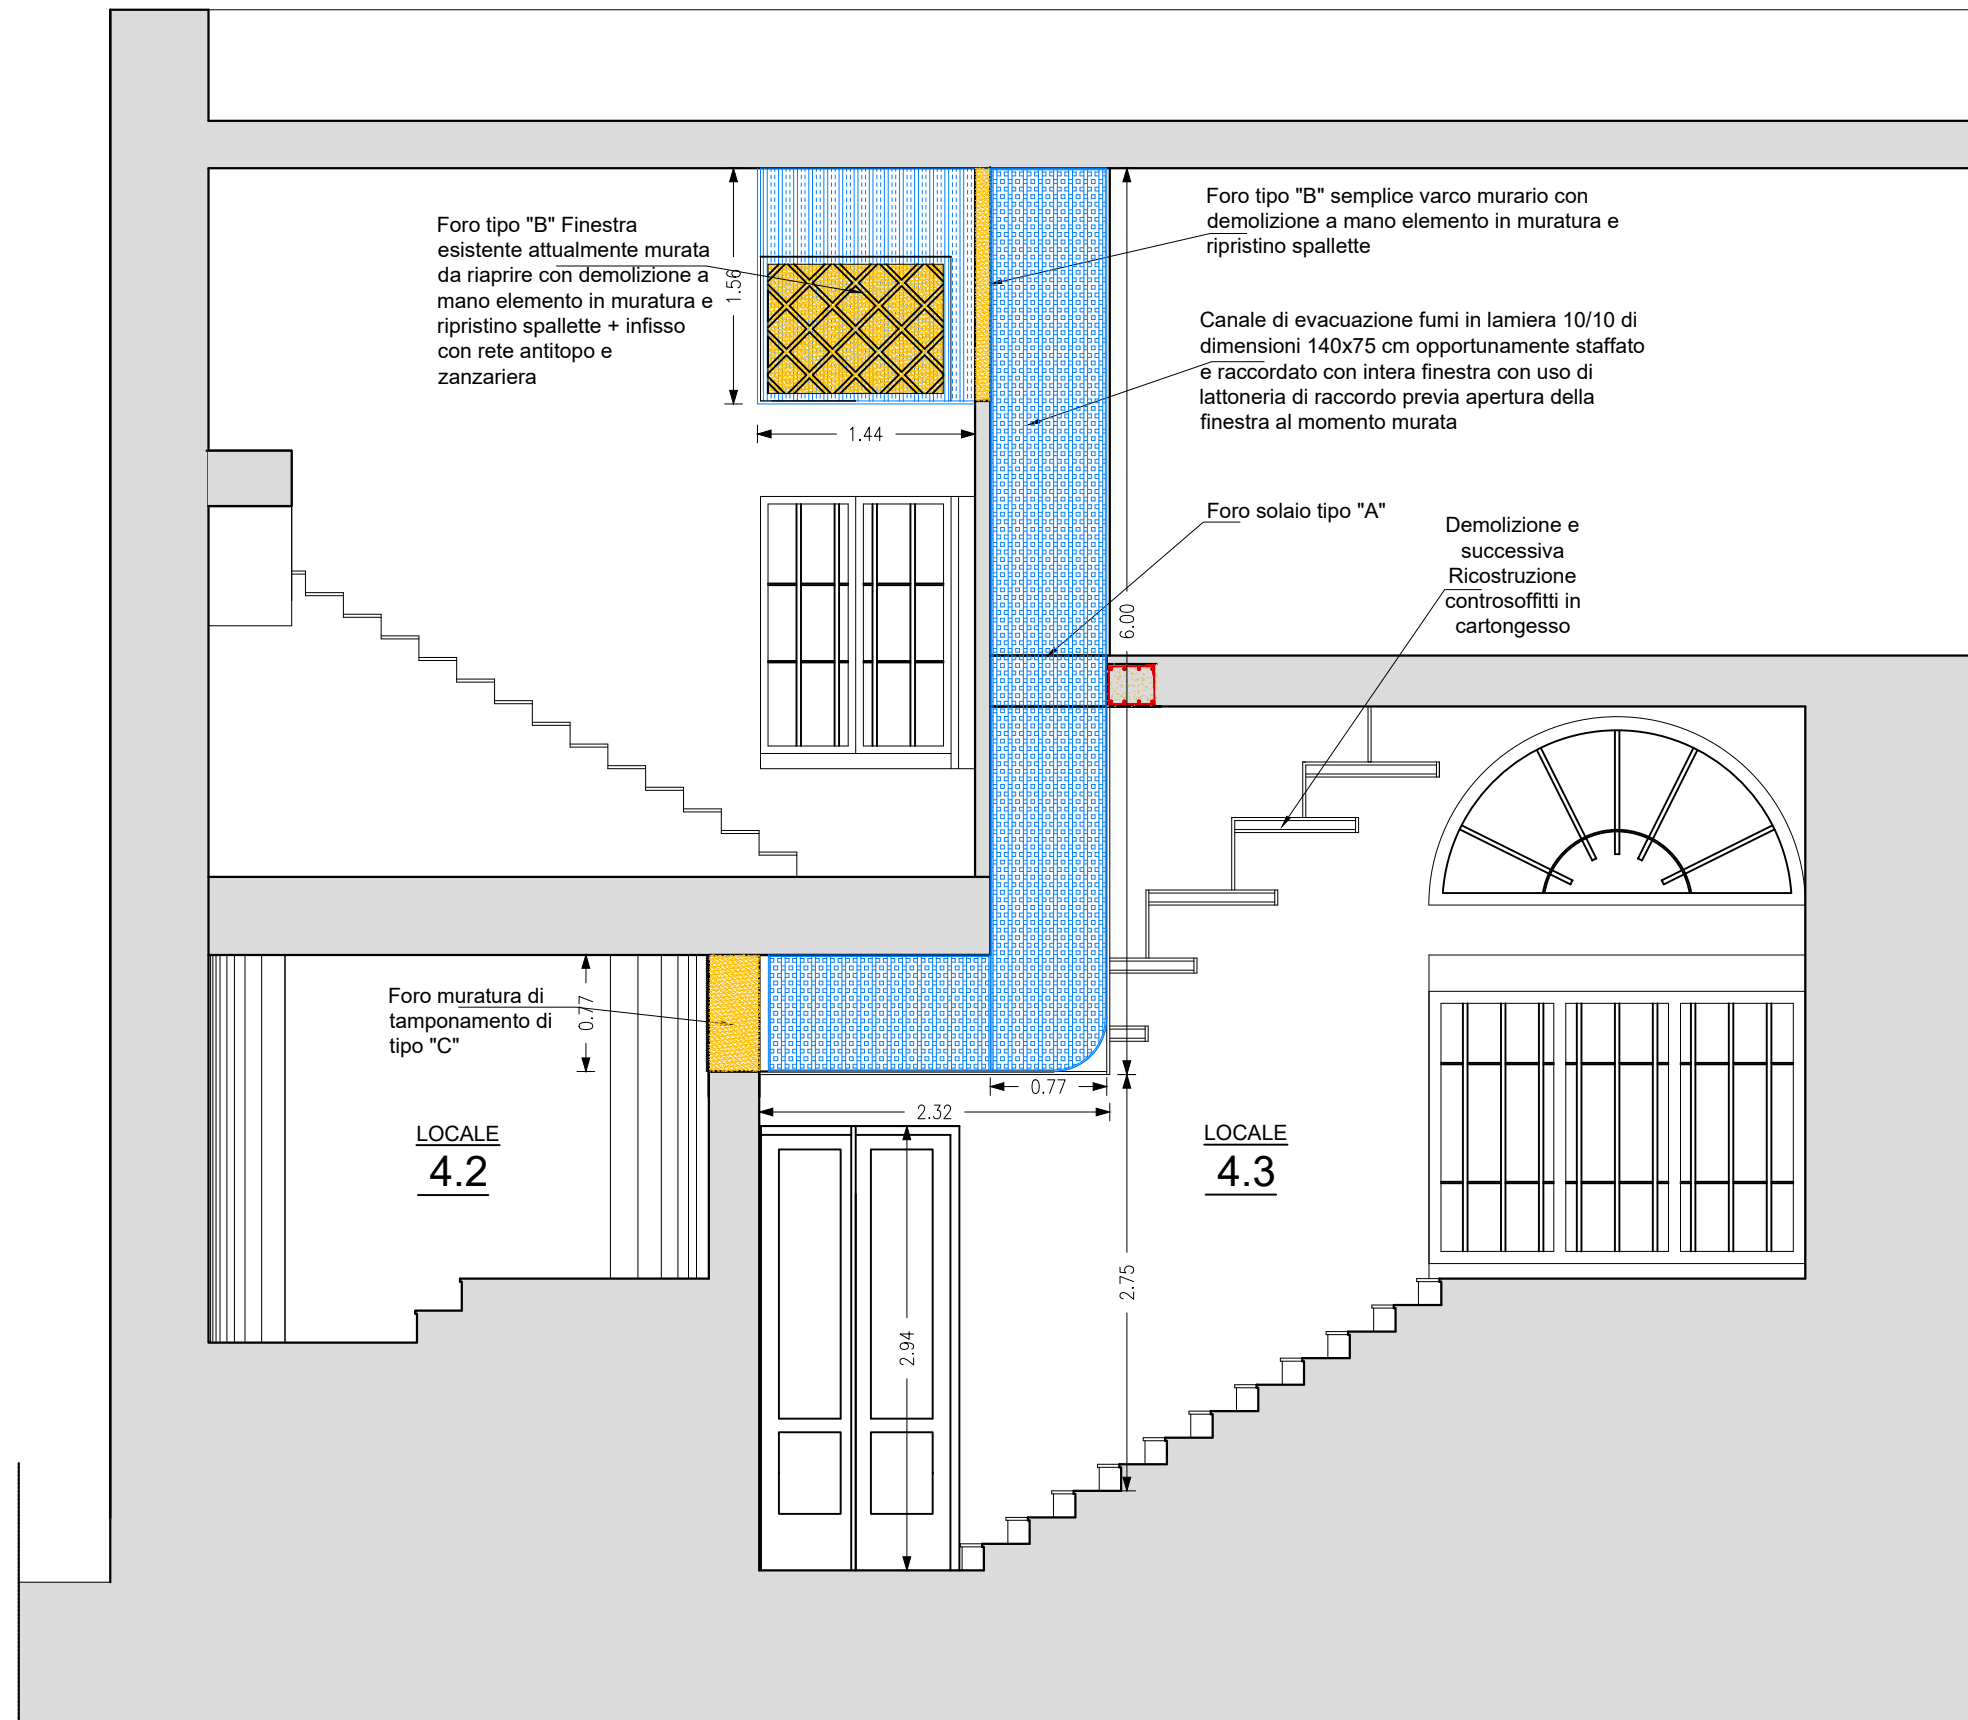 Foro tipo "B" Finestra
esistente attualmente murata
da riaprire con demolizione a
mano elemento in muratura e
ripristino spallette + infisso
con rete antitopo e
zanzariera
1.56
1.44
Foro tipo "B" semplice varco murario con
demolizione a mano elemento in muratura e
ripristino spallette
Canale di evacuazione fumi in lamiera 10/10 di
dimensioni 140x75 cm opportunamente staffato
e raccordato con intera finestra con uso di
lattoneria di raccordo previa apertura della
finestra al momento murata
Foro solaio tipo "A"
Demolizione e
successiva
Ricostruzione
controsoffitti in
cartongesso
6.00
Foro muratura di
tamponamento di
tipo "C"
0.77
0.77
2.32
LOCALE
4.2
LOCALE
4.3
2.75
2.94